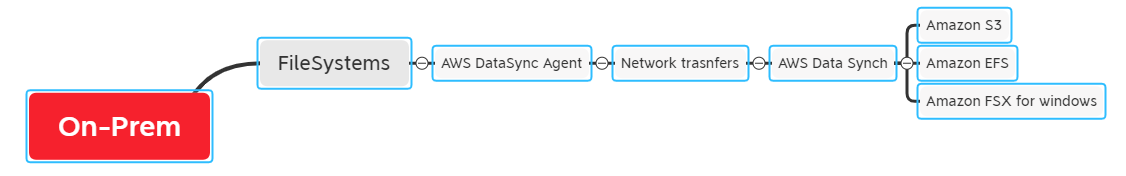 On-Prem
FileSystems
AWS DataSync Agent
Network trasnfers
AWS Data Synch
Amazon S3
Amazon EFS
Amazon FSX for windows